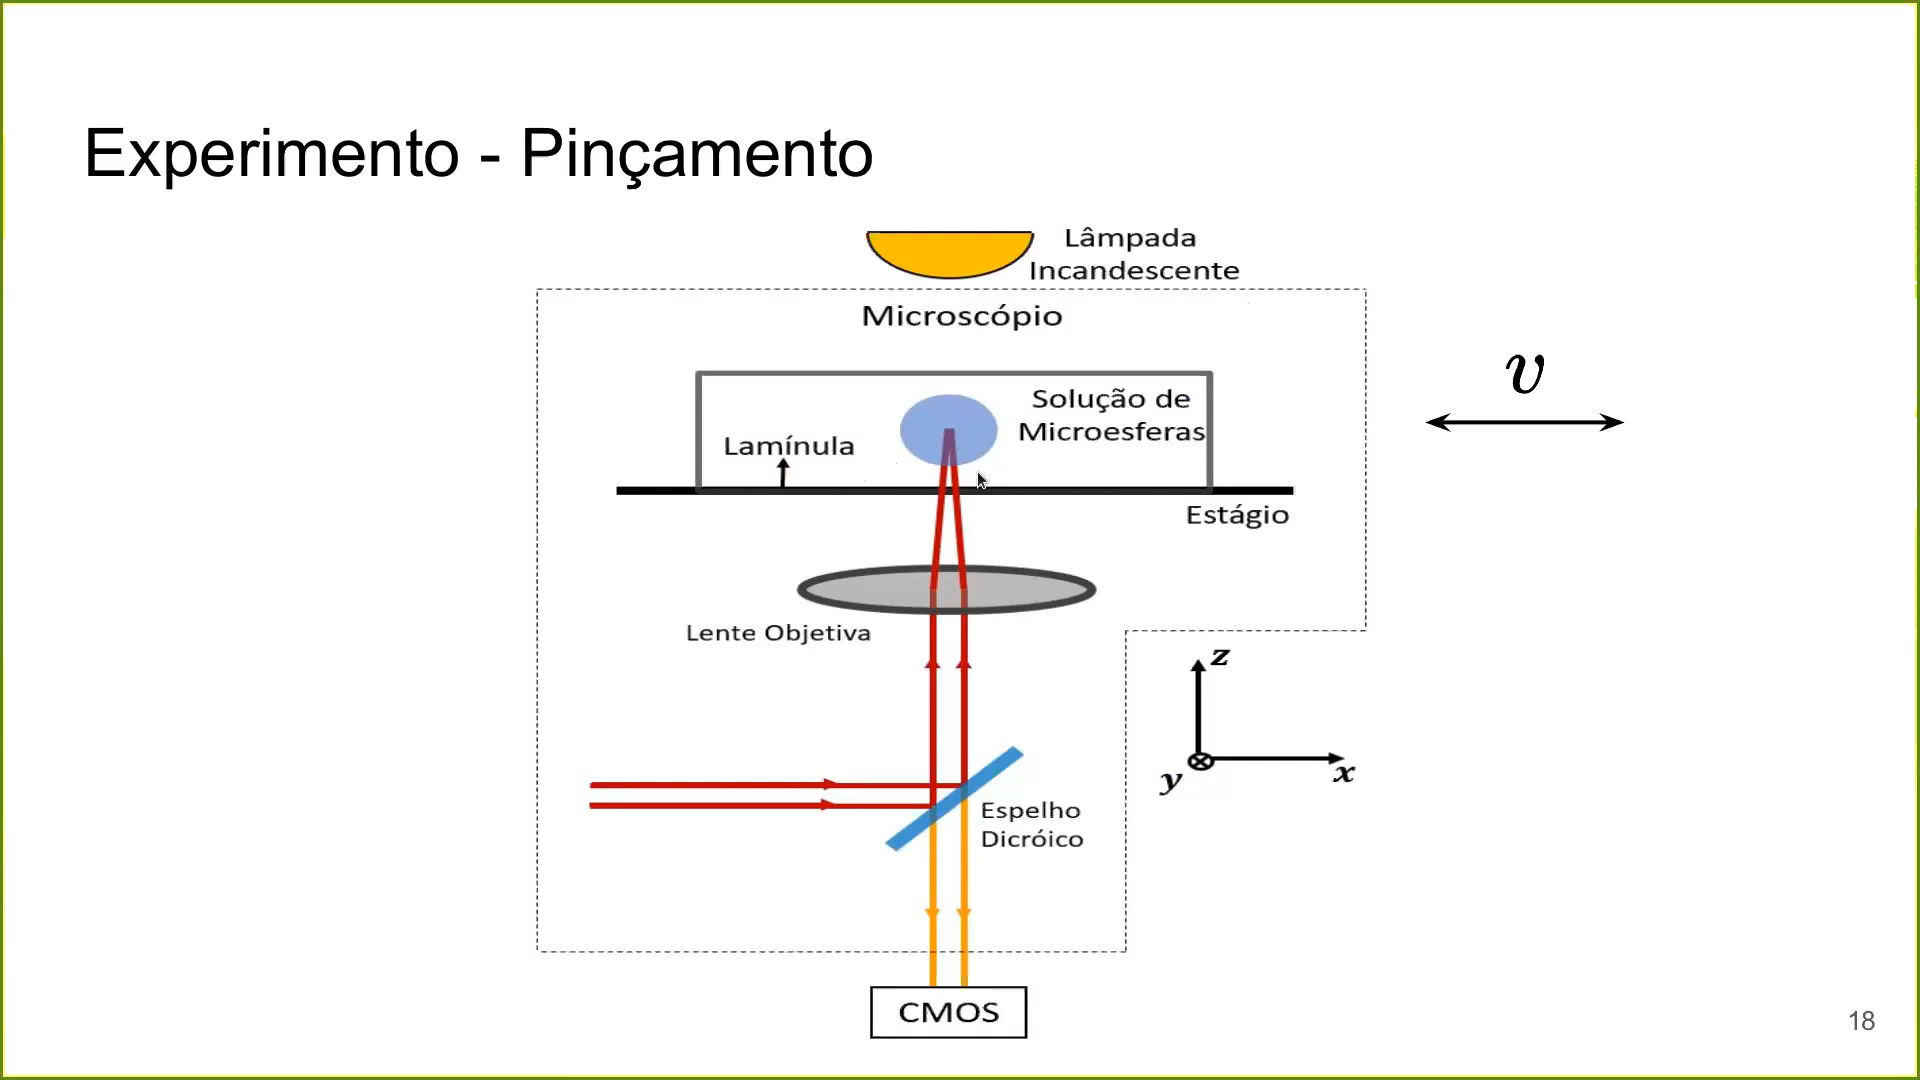 Experimento - Pinçamento
Lâmpada
Incandescente
Microscópio
v
Solução de
Microesferas
Lamínula
Estágio
Lente Objetiva
z
y
x
Espelho
Dicróico
CMOS
18